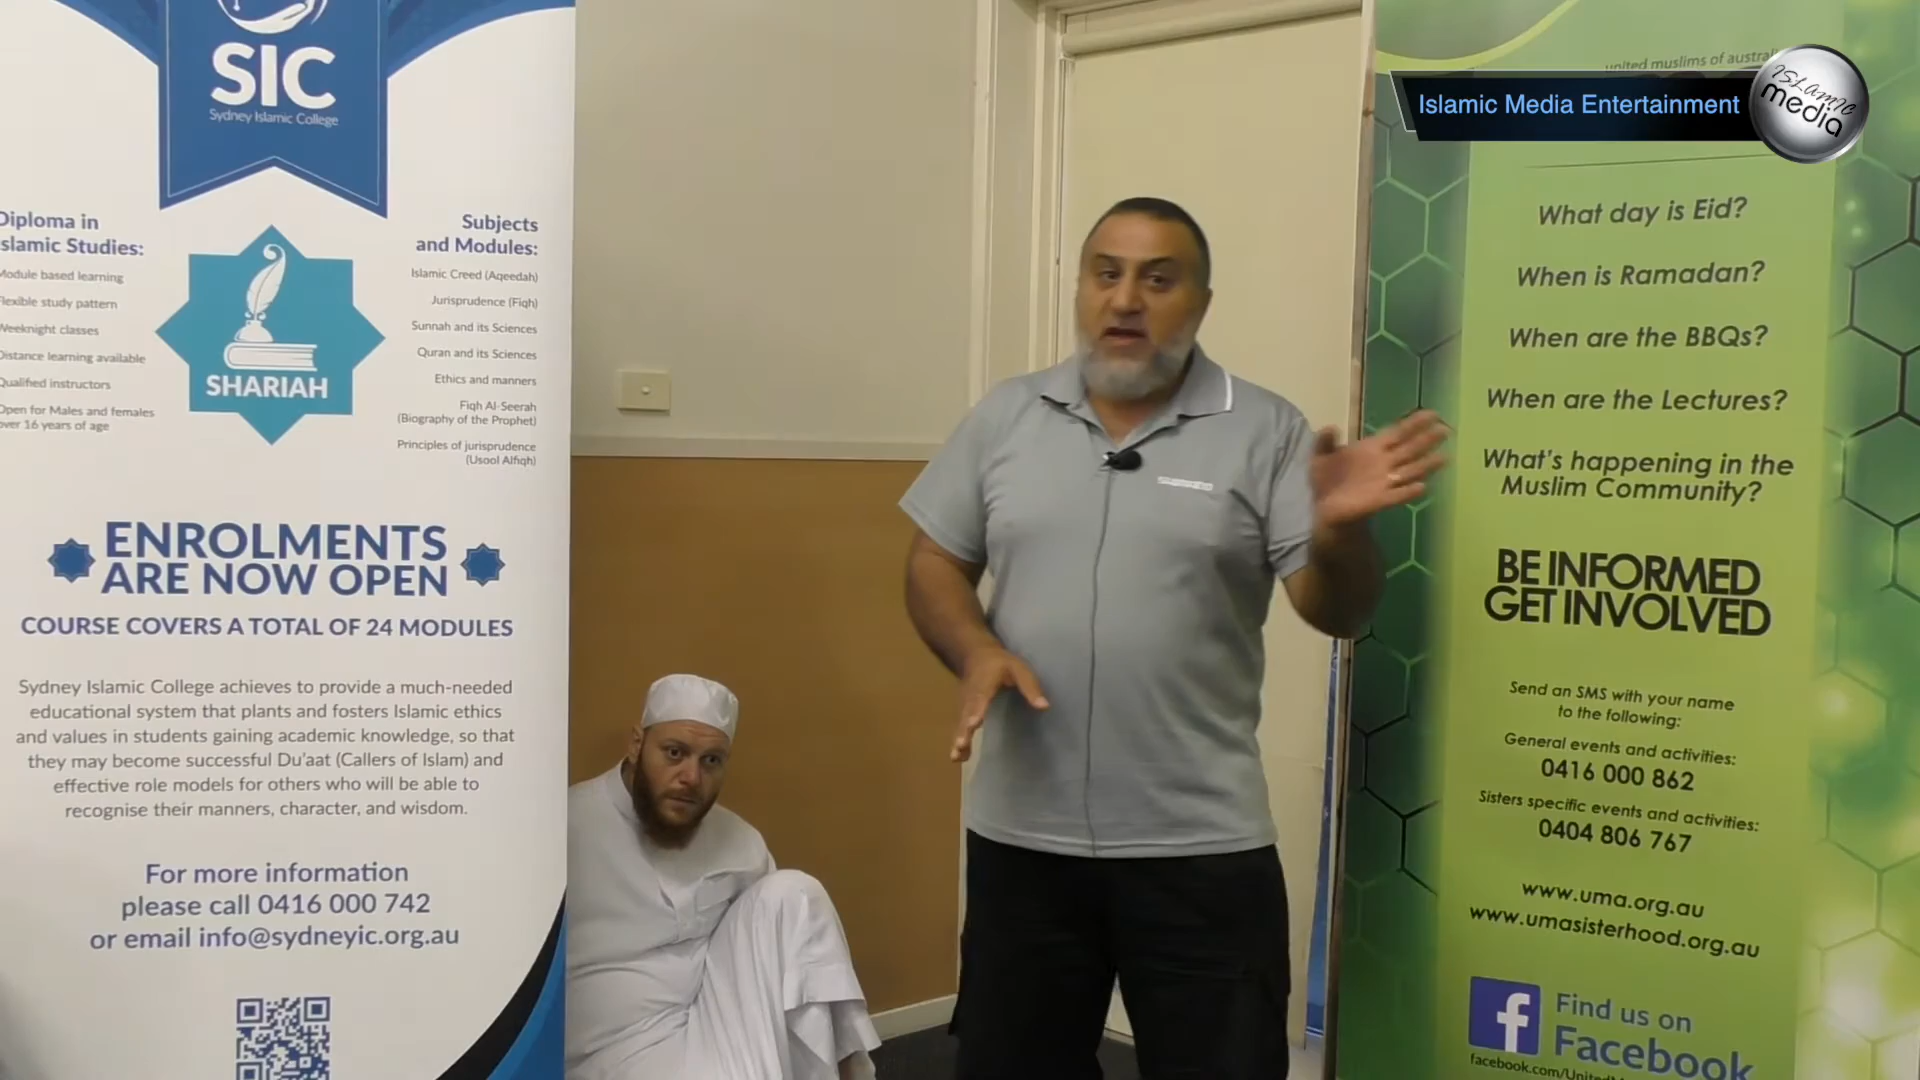 SIC
Sydney Islamic College
Diploma in
Islamic Studies:
Module based learning
Flexible study pattern
Weeknight classes
Distance learning available
Qualified instructors
Open for Males and females
over 16 years of age
SHARIAH
Subjects
and Modules:
Islamic Creed (Aqeedah)
Jurisprudence (Fiqh)
Sunnah and its Sciences
Quran and its Sciences
Ethics and manners
Fiqh Al-Seerah
(Biography of the Prophet)
Principles of jurisprudence
(Usool Alfiqh)
ENROLMENTS
ARE NOW OPEN
COURSE COVERS A TOTAL OF 24 MODULES
Sydney Islamic College achieves to provide a much-needed
educational system that plants and fosters Islamic ethics
and values in students gaining academic knowledge, so that
they may become successful Du'aat (Callers of Islam) and
effective role models for others who will be able to
recognise their manners, character, and wisdom.
For more information
please call 0416 000 742
or email info@sydneyic.org.au
united muslims of
Islamic Media Entertainment
ISLAMIC
media
What day is Eid?
When is Ramadan?
When are the BBQs?
When are the Lectures?
What's happening in the
Muslim Community?
BE INFORMED
GET INVOLVED
Send an SMS with your name
to the following:
General events and activities:
0416 000 862
Sisters specific events and activities:
0404 806 767
www.uma.org.au
www.umasisterhood.org.au
f
Find us on
Facebook